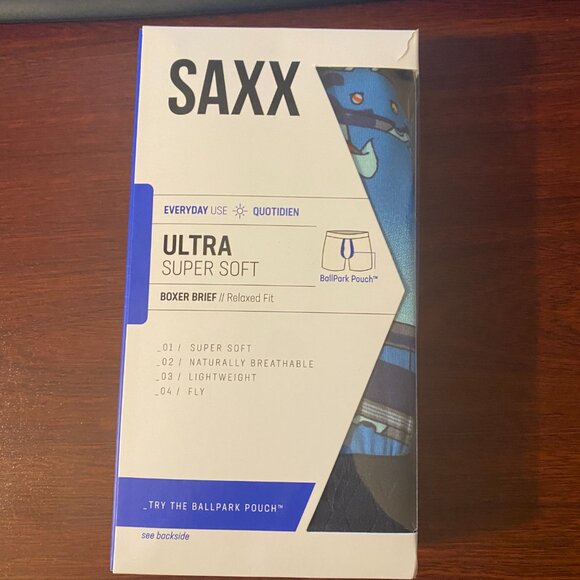 SAXX
EVERYDAY USE QUOTIDIEN
ULTRA
SUPER SOFT
BallPark Pouch™
BOXER BRIEF // Relaxed Fit
_01 / SUPER SOFT
_02 / NATURALLY BREATHABLE
_03 / LIGHTWEIGHT
_04 / FLY
_TRY THE BALLPARK POUCH™
see backside